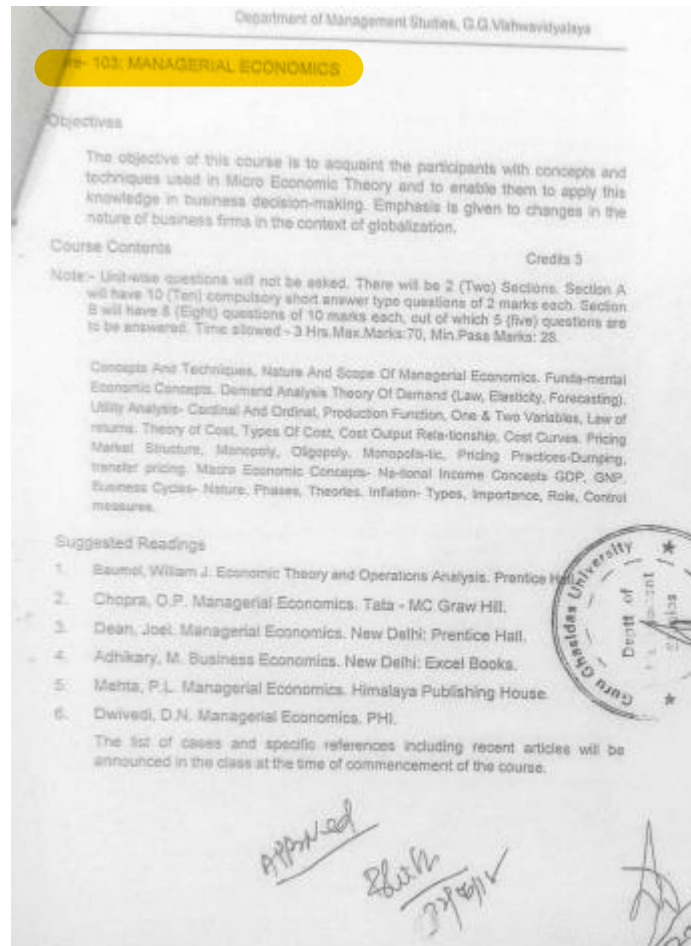 Department of Management Studies, G.G.Vishwavidyalaya
103: MANAGERIAL ECONOMICS
Objectives
The objective of this course is to acquaint the participants with concepts and
techniques used in Micro Economic Theory and to enable them to apply this
knowledge in business decision-making. Emphasis is given to changes in the
nature of business firms in the context of globalization.
Course Contents
Credits 3
Note:- Unit-wise questions will not be asked. There will be 2 (Two) Sections. Section A
will have 10 (Ten) compulsory short answer type questions of 2 marks each. Section
B will have 8 (Eight) questions of 10 marks each, out of which 5 (five) questions are
to be answered. Time allowed - 3 Hrs.Max.Marks:70, Min.Pass Marks: 28.
Concepts And Techniques, Nature And Scope Of Managerial Economics. Funda-mental
Economic Concepts. Demand Analysis Theory Of Demand (Law, Elasticity, Forecasting).
Utility Analysis- Cardinal And Ordinal, Production Function, One & Two Variables, Law of
returns. Theory of Cost, Types Of Cost, Cost Output Rela-tionship, Cost Curves. Pricing
Market Structure, Monopoly, Oligopoly, Monopolis-tic, Pricing Practices-Dumping,
transfer pricing. Macro Economic Concepts- Na-tional Income Concepts GDP, GNP.
Business Cycles- Nature, Phases, Theories. Inflation- Types, Importance, Role, Control
measures.
Suggested Readings
1. Baumol, William J. Economic Theory and Operations Analysis. Prentice
2. Chopra, O.P. Managerial Economics. Tata - MC Graw Hill.
3. Dean, Joel. Managerial Economics. New Delhi: Prentice Hall.
4. Adhikary, M. Business Economics. New Delhi: Excel Books.
5. Mehta, P.L. Managerial Economics. Himalaya Publishing House.
6. Dwivedi, D.N. Managerial Economics. PHI.
The list of cases and specific references including recent articles will be
announced in the class at the time of commencement of the course.
Guru Ghasidas University
Deptt of
Approved